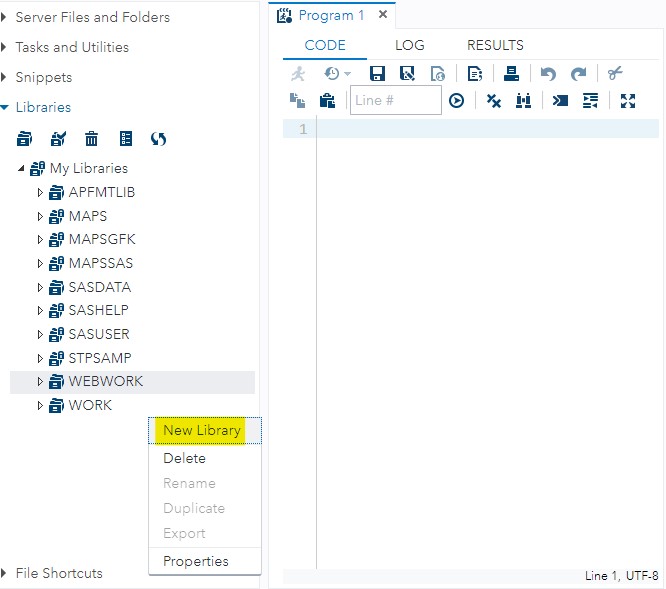 Server Files and Folders
Tasks and Utilities
Snippets
Libraries
My Libraries
APFMTLIB
MAPS
MAPSGFK
MAPSSAS
SASDATA
SASHELP
SASUSER
STPSAMP
WEBWORK
WORK
New Library
Delete
Rename
Duplicate
Export
Properties
File Shortcuts
Program 1
CODE LOG RESULTS
Line #
1
Line 1, UTF-8